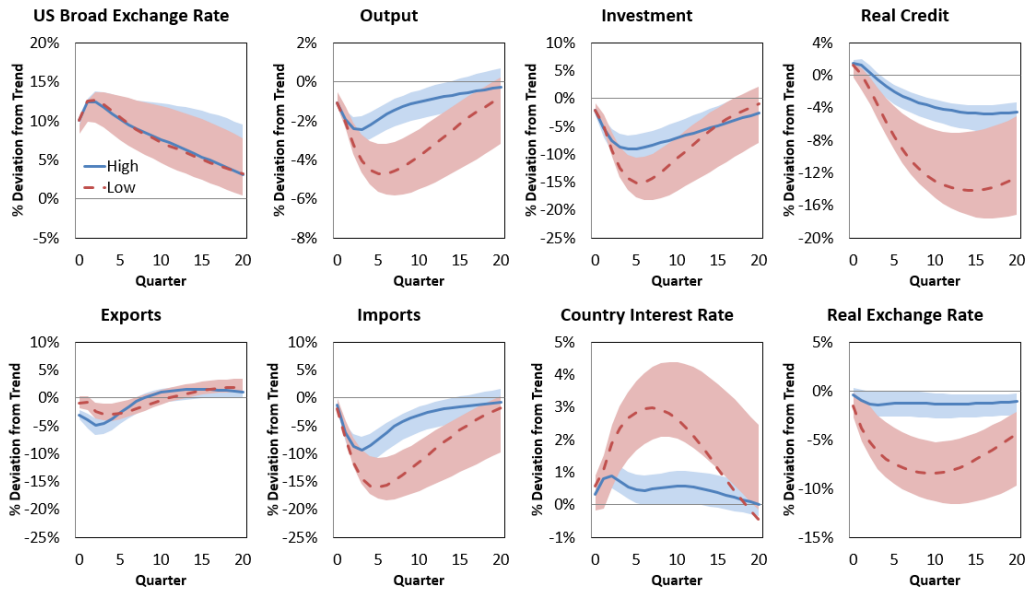 US Broad Exchange Rate
% Deviation from Trend
20%
15%
10%
5%
0%
-5%
High
Low
0 5 10 15 20
Quarter
Output
% Deviation from Trend
2%
0%
-2%
-4%
-6%
-8%
0 5 10 15 20
Quarter
Investment
% Deviation from Trend
10%
5%
0%
-5%
-10%
-15%
-20%
-25%
0 5 10 15 20
Quarter
Real Credit
% Deviation from Trend
4%
0%
-4%
-8%
-12%
-16%
-20%
0 5 10 15 20
Quarter
Exports
% Deviation from Trend
10%
5%
0%
-5%
-10%
-15%
-20%
-25%
0 5 10 15 20
Quarter
Imports
% Deviation from Trend
10%
5%
0%
-5%
-10%
-15%
-20%
-25%
0 5 10 15 20
Quarter
Country Interest Rate
% Deviation from Trend
5%
4%
3%
2%
1%
0%
-1%
0 5 10 15 20
Quarter
Real Exchange Rate
% Deviation from Trend
5%
0%
-5%
-10%
-15%
0 5 10 15 20
Quarter